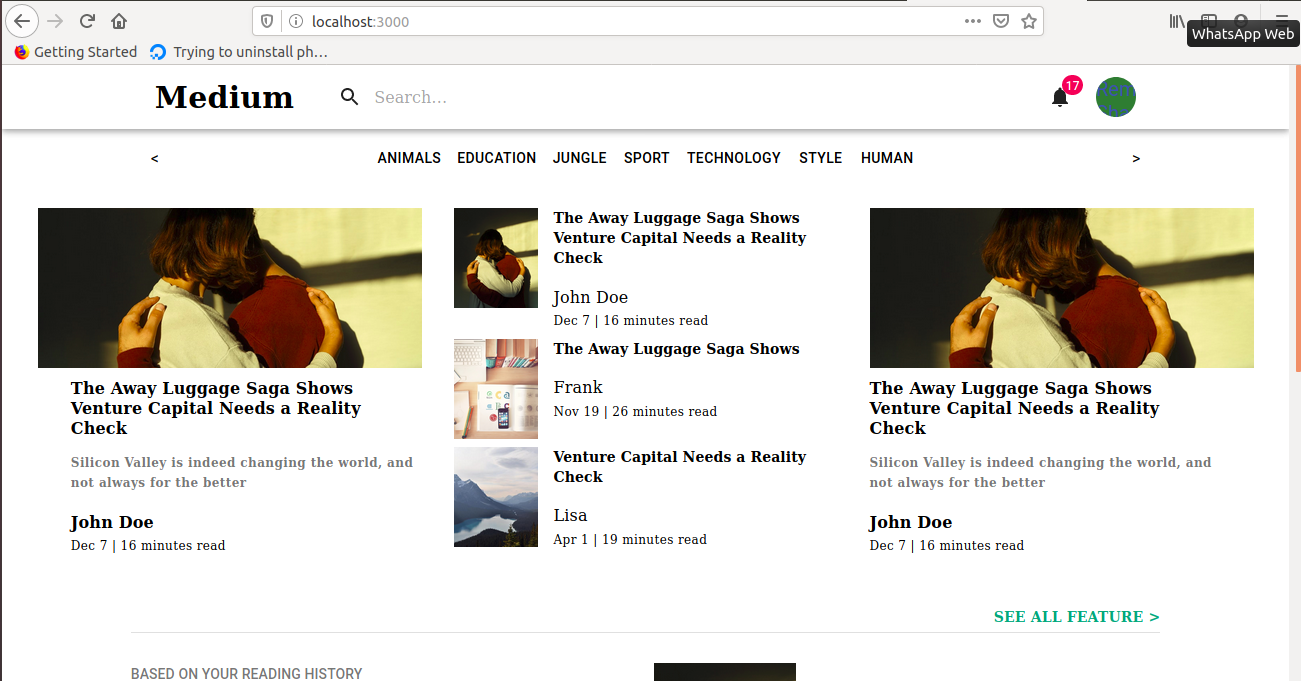 localhost:3000
WhatsApp Web
Getting Started
Trying to uninstall ph…
Medium
Search…
17
<
ANIMALS EDUCATION JUNGLE SPORT TECHNOLOGY STYLE HUMAN
>
The Away Luggage Saga Shows
Venture Capital Needs a Reality
Check
Silicon Valley is indeed changing the world, and
not always for the better
John Doe
Dec 7 | 16 minutes read
The Away Luggage Saga Shows
Venture Capital Needs a Reality
Check
John Doe
Dec 7 | 16 minutes read
The Away Luggage Saga Shows
Frank
Nov 19 | 26 minutes read
Venture Capital Needs a Reality
Check
Lisa
Apr 1 | 19 minutes read
The Away Luggage Saga Shows
Venture Capital Needs a Reality
Check
Silicon Valley is indeed changing the world, and
not always for the better
John Doe
Dec 7 | 16 minutes read
SEE ALL FEATURE >
BASED ON YOUR READING HISTORY